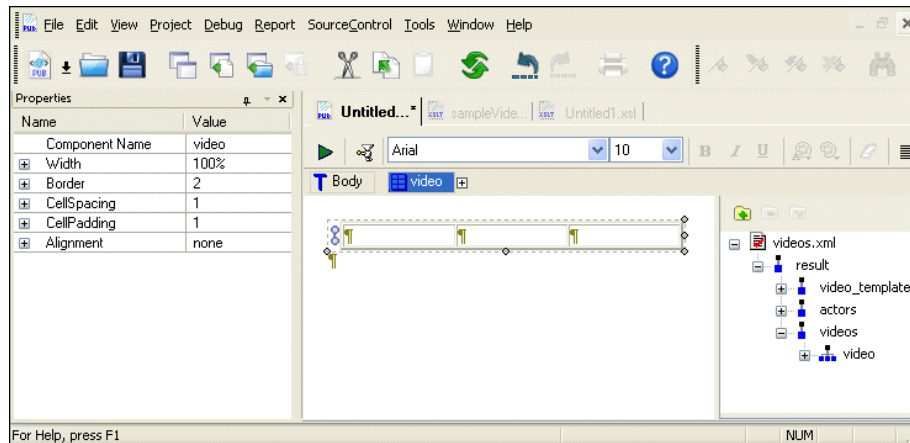 File Edit View Project Debug Report SourceControl Tools Window Help
PUB
Properties
Name Value
Component Name video
Width 100%
Border 2
CellSpacing 1
CellPadding 1
Alignment none
Untitled...* sampleVide... Untitled1.xsl
Arial 10 B I U
Body video
¶ ¶ ¶
¶
videos.xml
result
video_template
actors
videos
video
For Help, press F1 NUM